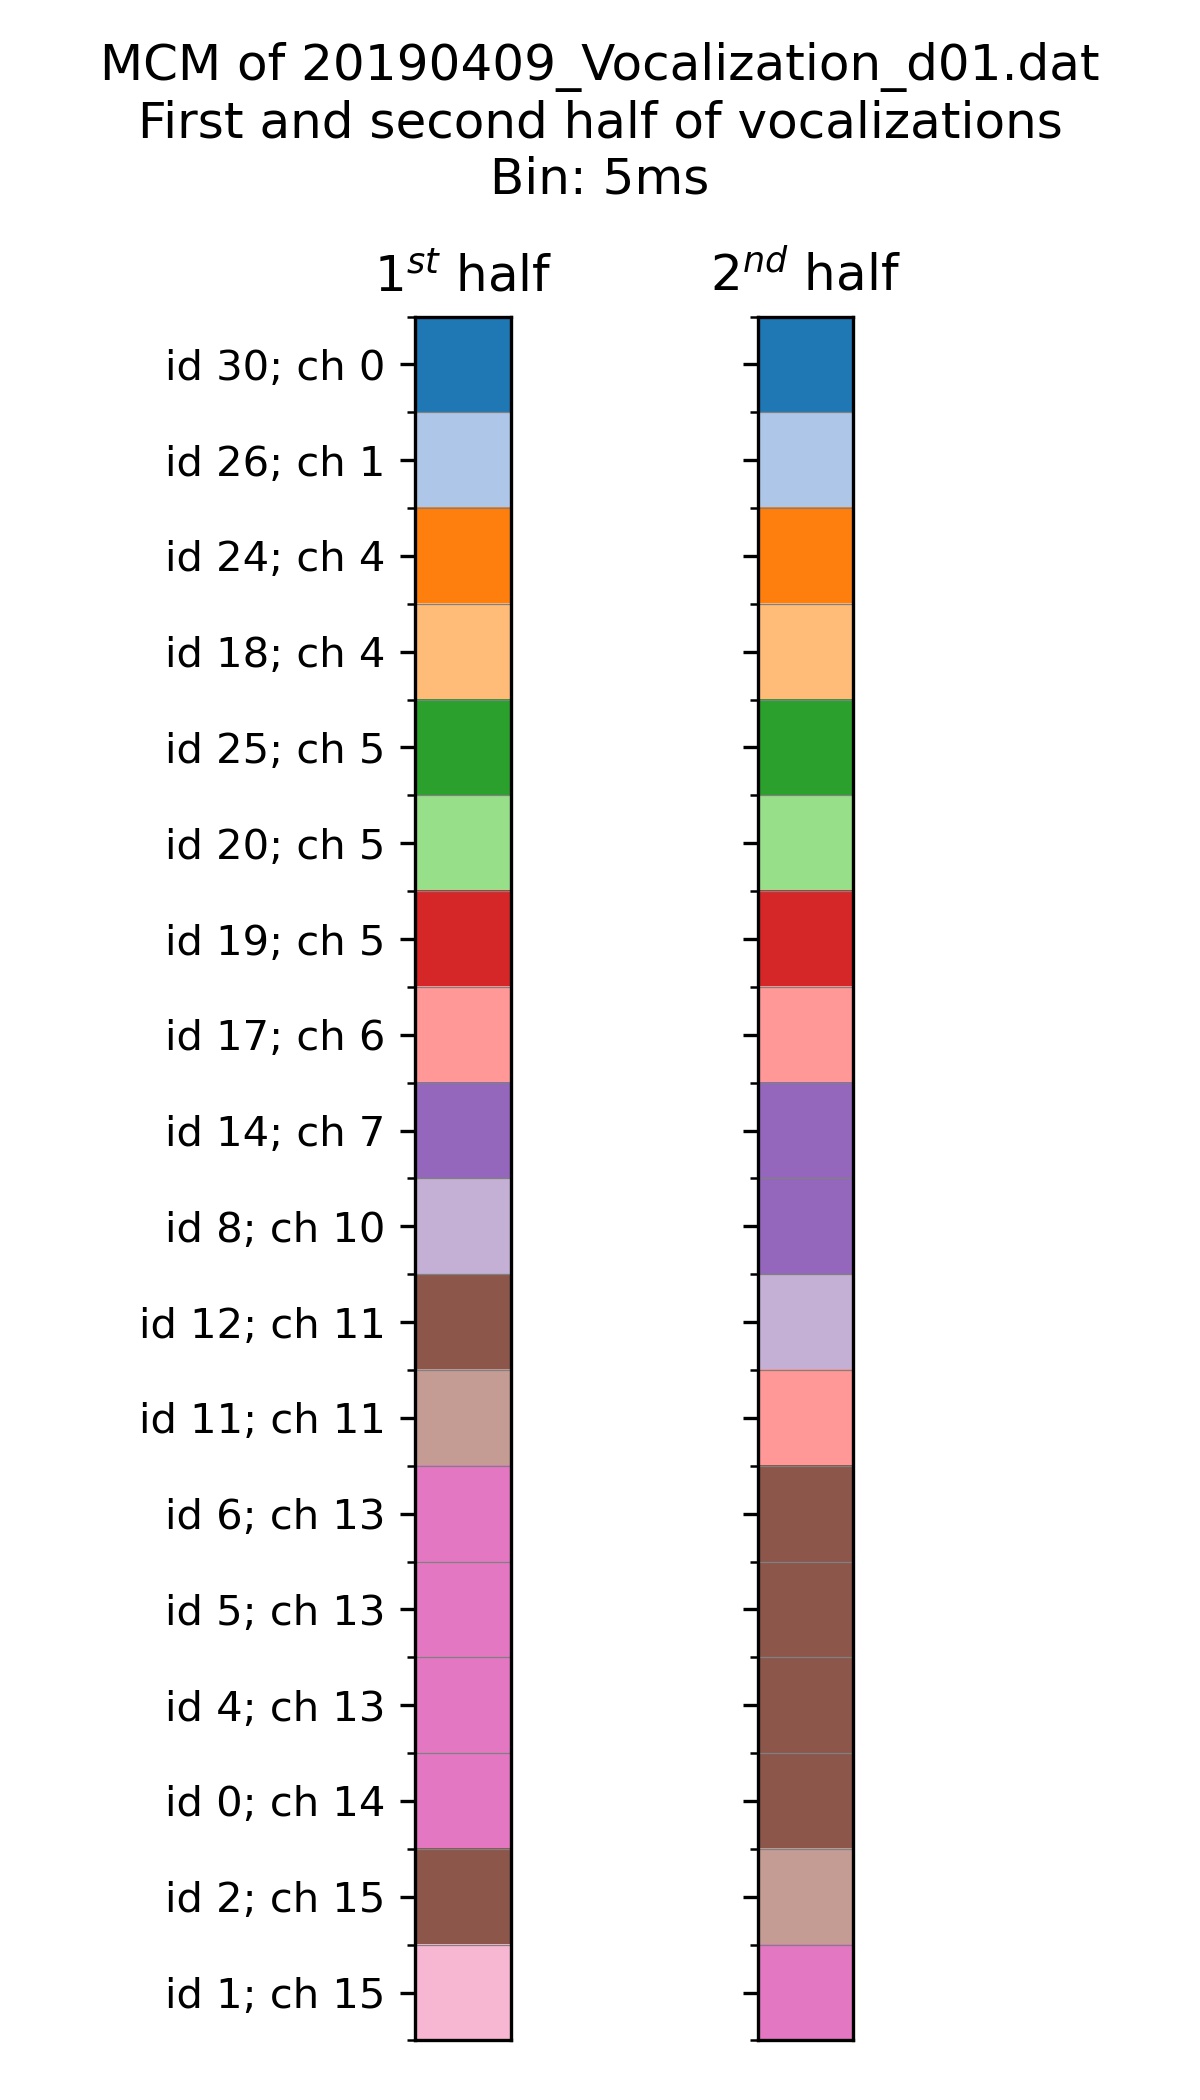 MCM of 20190409_Vocalization_d01.dat
First and second half of vocalizations
Bin: 5ms
1st half
2nd half
id 30; ch 0
id 26; ch 1
id 24; ch 4
id 18; ch 4
id 25; ch 5
id 20; ch 5
id 19; ch 5
id 17; ch 6
id 14; ch 7
id 8; ch 10
id 12; ch 11
id 11; ch 11
id 6; ch 13
id 5; ch 13
id 4; ch 13
id 0; ch 14
id 2; ch 15
id 1; ch 15